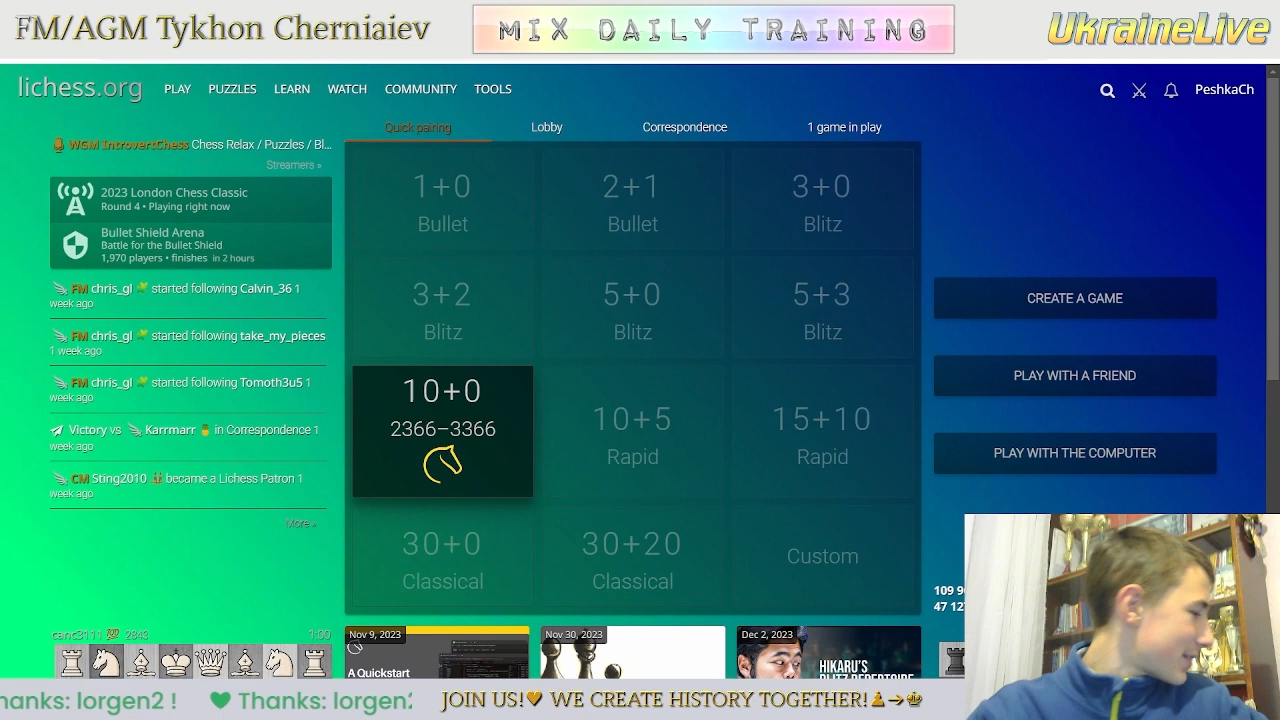 FM/AGM Tykhon Cherniaiev
MIX DAILY TRAINING
UkraineLive
lichess.org PLAY PUZZLES LEARN WATCH COMMUNITY TOOLS
PeshkaCh
WGM IntrovertChess Chess Relax / Puzzles / Bl...
Streamers »
2023 London Chess Classic
Round 4 • Playing right now
Bullet Shield Arena
Battle for the Bullet Shield
1,970 players • finishes in 2 hours
FM chris_gl started following Calvin_36 1
week ago
FM chris_gl started following take_my_pieces
1 week ago
FM chris_gl started following Tomoth3u5 1
week ago
Victory vs Karrmarr in Correspondence 1
week ago
CM Sting2010 became a Lichess Patron 1
week ago
More »
canc3111 💯 2843 1:00
Quick pairing Lobby Correspondence 1 game in play
1+0
Bullet
2+1
Bullet
3+0
Blitz
3+2
Blitz
5+0
Blitz
5+3
Blitz
10+0
2366–3366
10+5
Rapid
15+10
Rapid
30+0
Classical
30+20
Classical
Custom
CREATE A GAME
PLAY WITH A FRIEND
PLAY WITH THE COMPUTER
Nov 9, 2023
A Quickstart
Nov 30, 2023
Dec 2, 2023
HIKARU'S
BLITZ REPERTOIRE
hanks: lorgen2 ! 💚 Thanks: lorgen2
JOIN US!♥ WE CREATE HISTORY TOGETHER!♟→♚